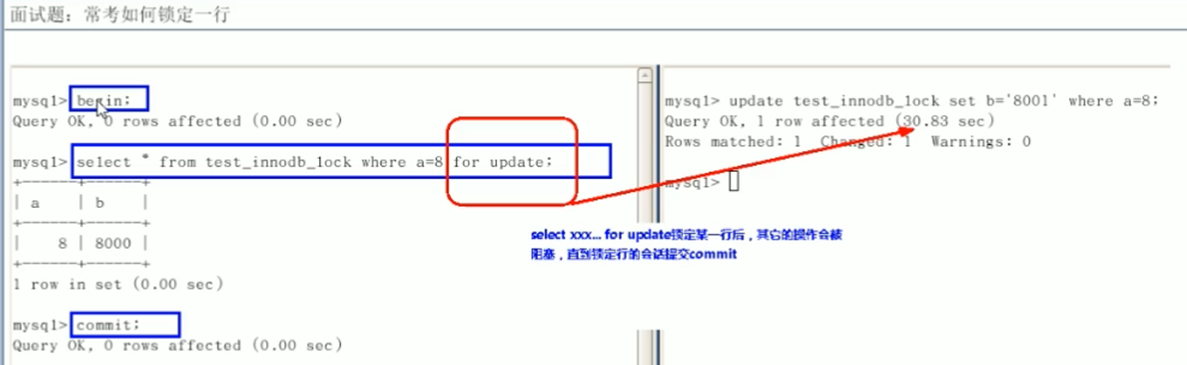 面试题：常考如何锁定一行
mysql> begin;
Query OK, 0 rows affected (0.00 sec)
mysql> select * from test_innodb_lock where a=8 for update;
+------+------+
| a    | b    |
+------+------+
|    8 | 8000 |
+------+------+
1 row in set (0.00 sec)
mysql> commit;
Query OK, 0 rows affected (0.00 sec)
mysql> update test_innodb_lock set b='8001' where a=8;
Query OK, 1 row affected (30.83 sec)
Rows matched: 1  Changed: 1  Warnings: 0
mysql>
select xxx... for update锁定某一行后，其它的操作会被
阻塞，直到锁定行的会话提交commit